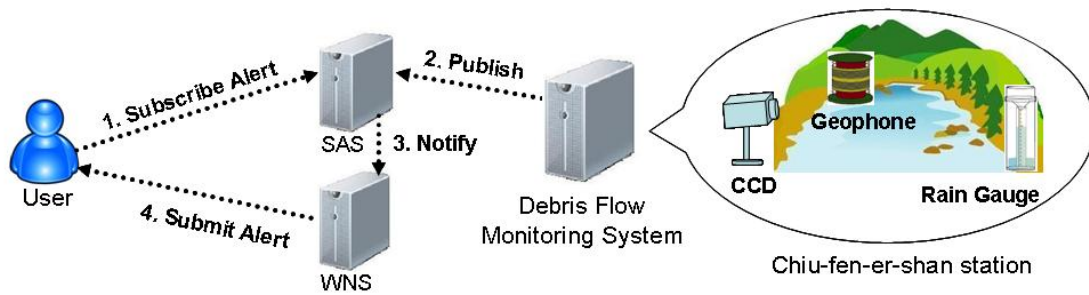 1. Subscribe Alert
2. Publish
SAS
3. Notify
User
4. Submit Alert
WNS
Debris Flow
Monitoring System
Geophone
CCD
Rain Gauge
Chiu-fen-er-shan station